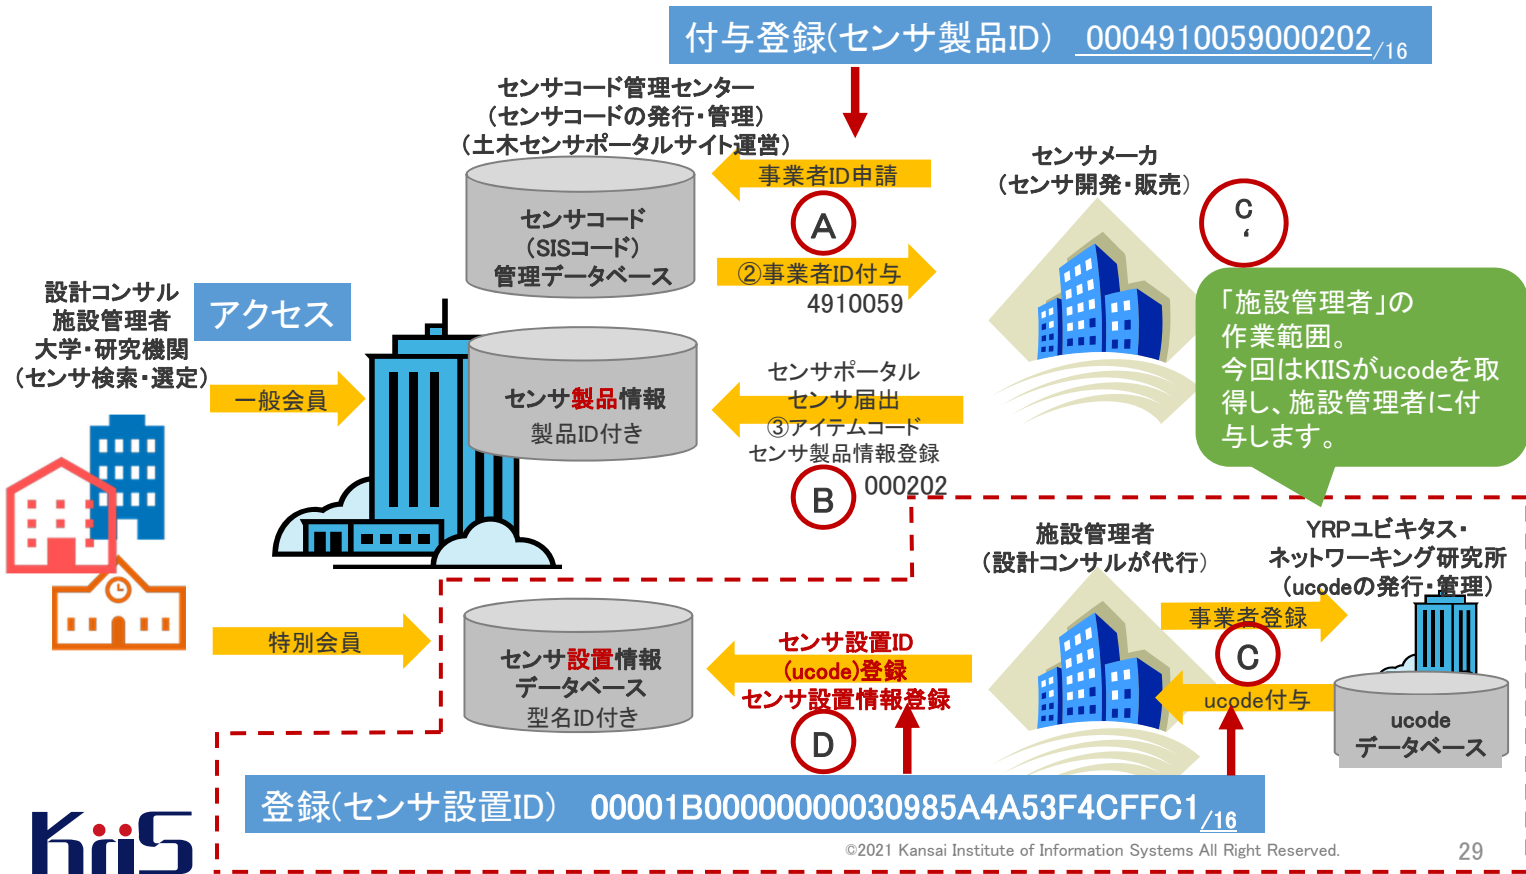 付与登録(センサ製品ID) 0004910059000202/16
センサコード管理センター
(センサコードの発行・管理)
(土木センサポータルサイト運営)
センサコード
(SISコード)
管理データベース
事業者ID申請
A
②事業者ID付与
4910059
センサメーカ
(センサ開発・販売)
C
‘
「施設管理者」の
作業範囲。
今回はKIISがucodeを取
得し、施設管理者に付
与します。
設計コンサル
施設管理者
大学・研究機関
(センサ検索・選定)
アクセス
一般会員
センサ製品情報
製品ID付き
センサポータル
センサ届出
③アイテムコード
センサ製品情報登録
000202
B
施設管理者
(設計コンサルが代行)
YRPユビキタス・
ネットワーキング研究所
(ucodeの発行・管理)
事業者登録
C
ucode付与
ucode
データベース
特別会員
センサ設置情報
データベース
型名ID付き
センサ設置ID
(ucode)登録
センサ設置情報登録
D
登録(センサ設置ID) 00001B00000000030985A4A53F4CFFC1/16
KiiS
©2021 Kansai Institute of Information Systems All Right Reserved.
29